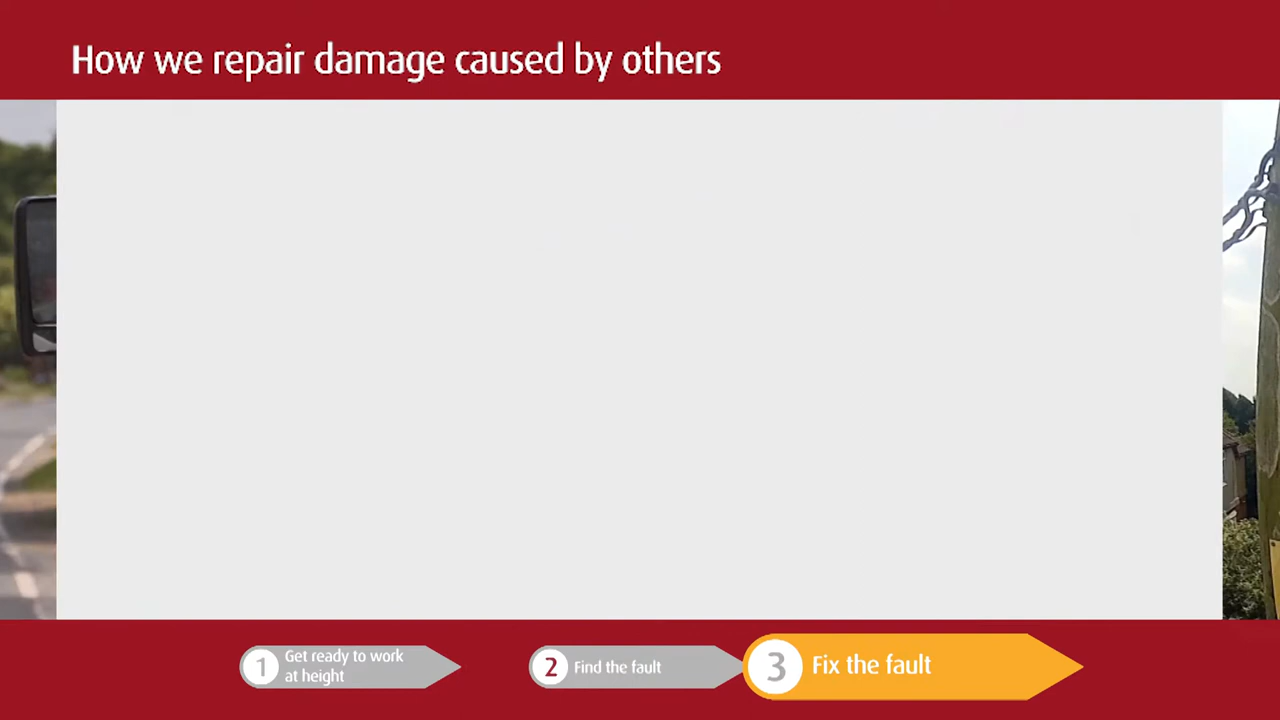 How we repair damage caused by others
1
Get ready to work
at height
2
Find the fault
3
Fix the fault